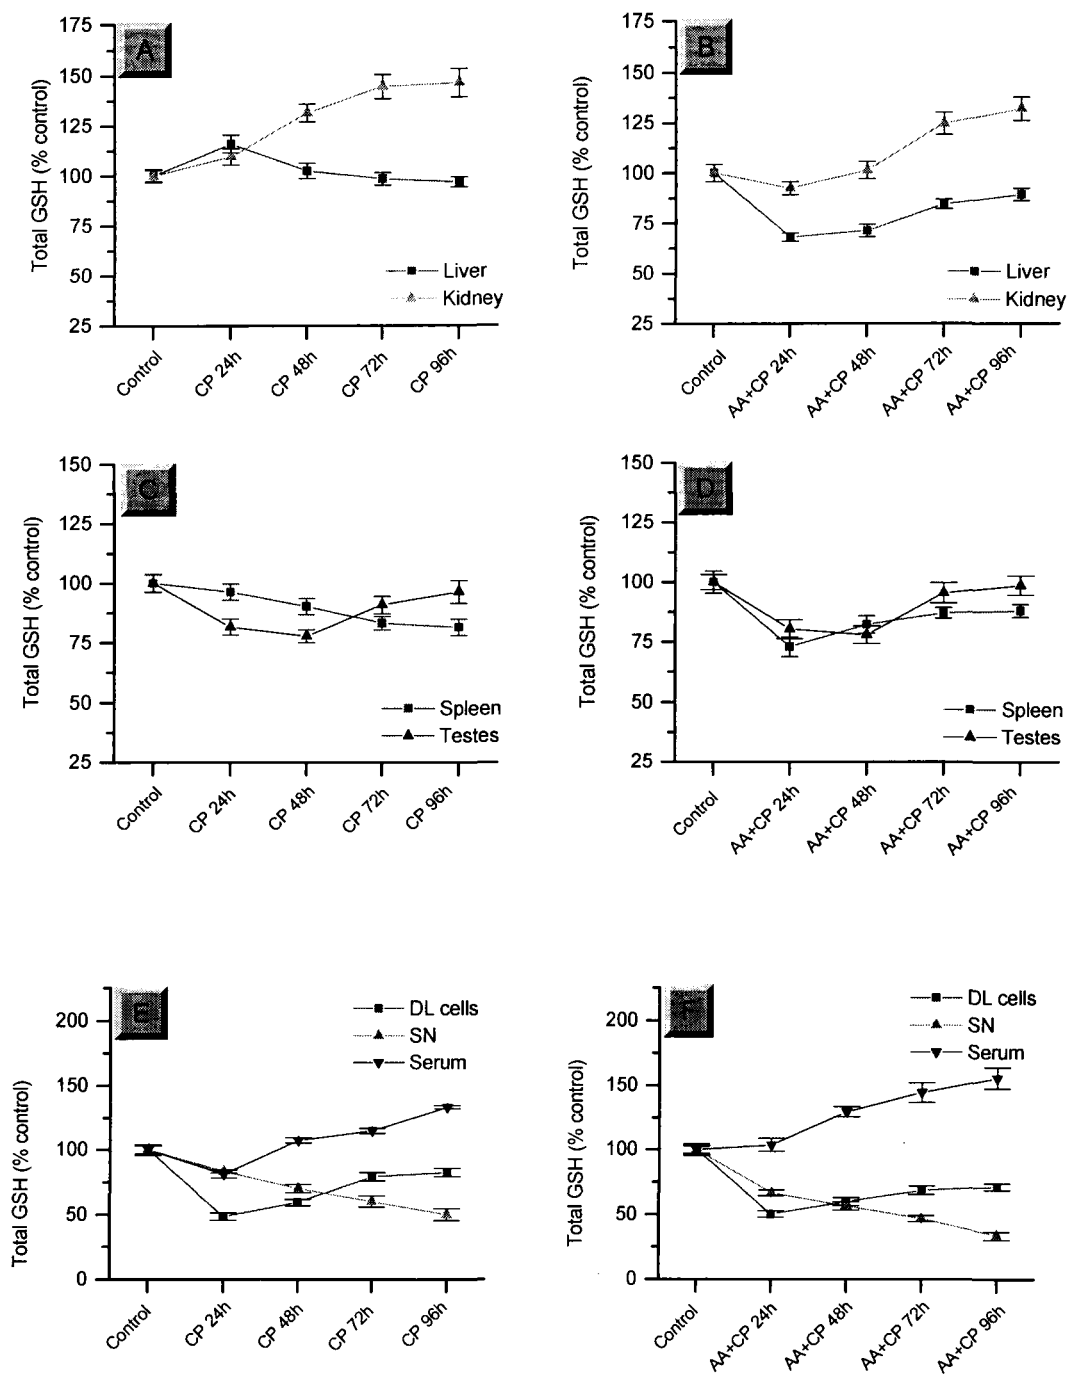 A
Total GSH (% control)
175
150
125
100
75
50
25
Liver
Kidney
Control
CP 24h
CP 48h
CP 72h
CP 96h
B
Total GSH (% control)
175
150
125
100
75
50
25
Liver
Kidney
Control
AA+CP 24h
AA+CP 48h
AA+CP 72h
AA+CP 96h
C
Total GSH (% control)
150
125
100
75
50
25
Spleen
Testes
Control
CP 24h
CP 48h
CP 72h
CP 96h
D
Total GSH (% control)
150
125
100
75
50
25
Spleen
Testes
Control
AA+CP 24h
AA+CP 48h
AA+CP 72h
AA+CP 96h
E
Total GSH (% control)
200
150
100
50
0
DL cells
SN
Serum
Control
CP 24h
CP 48h
CP 72h
CP 96h
F
Total GSH (% control)
200
150
100
50
0
DL cells
SN
Serum
Control
AA+CP 24h
AA+CP 48h
AA+CP 72h
AA+CP 96h